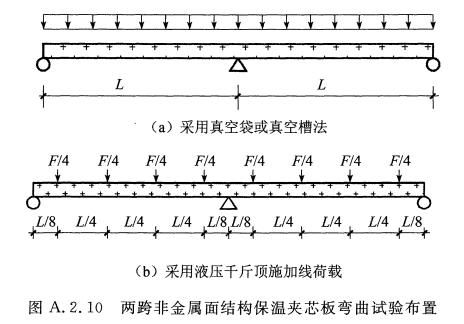 L L
(a) 采用真空袋或真空槽法
F/4 F/4 F/4 F/4 F/4 F/4 F/4 F/4
L/8 L/4 L/4 L/4 L/8 L/8 L/4 L/4 L/4 L/8
(b) 采用液压千斤顶施加线荷载
图 A.2.10 两跨非金属面结构保温夹芯板弯曲试验布置